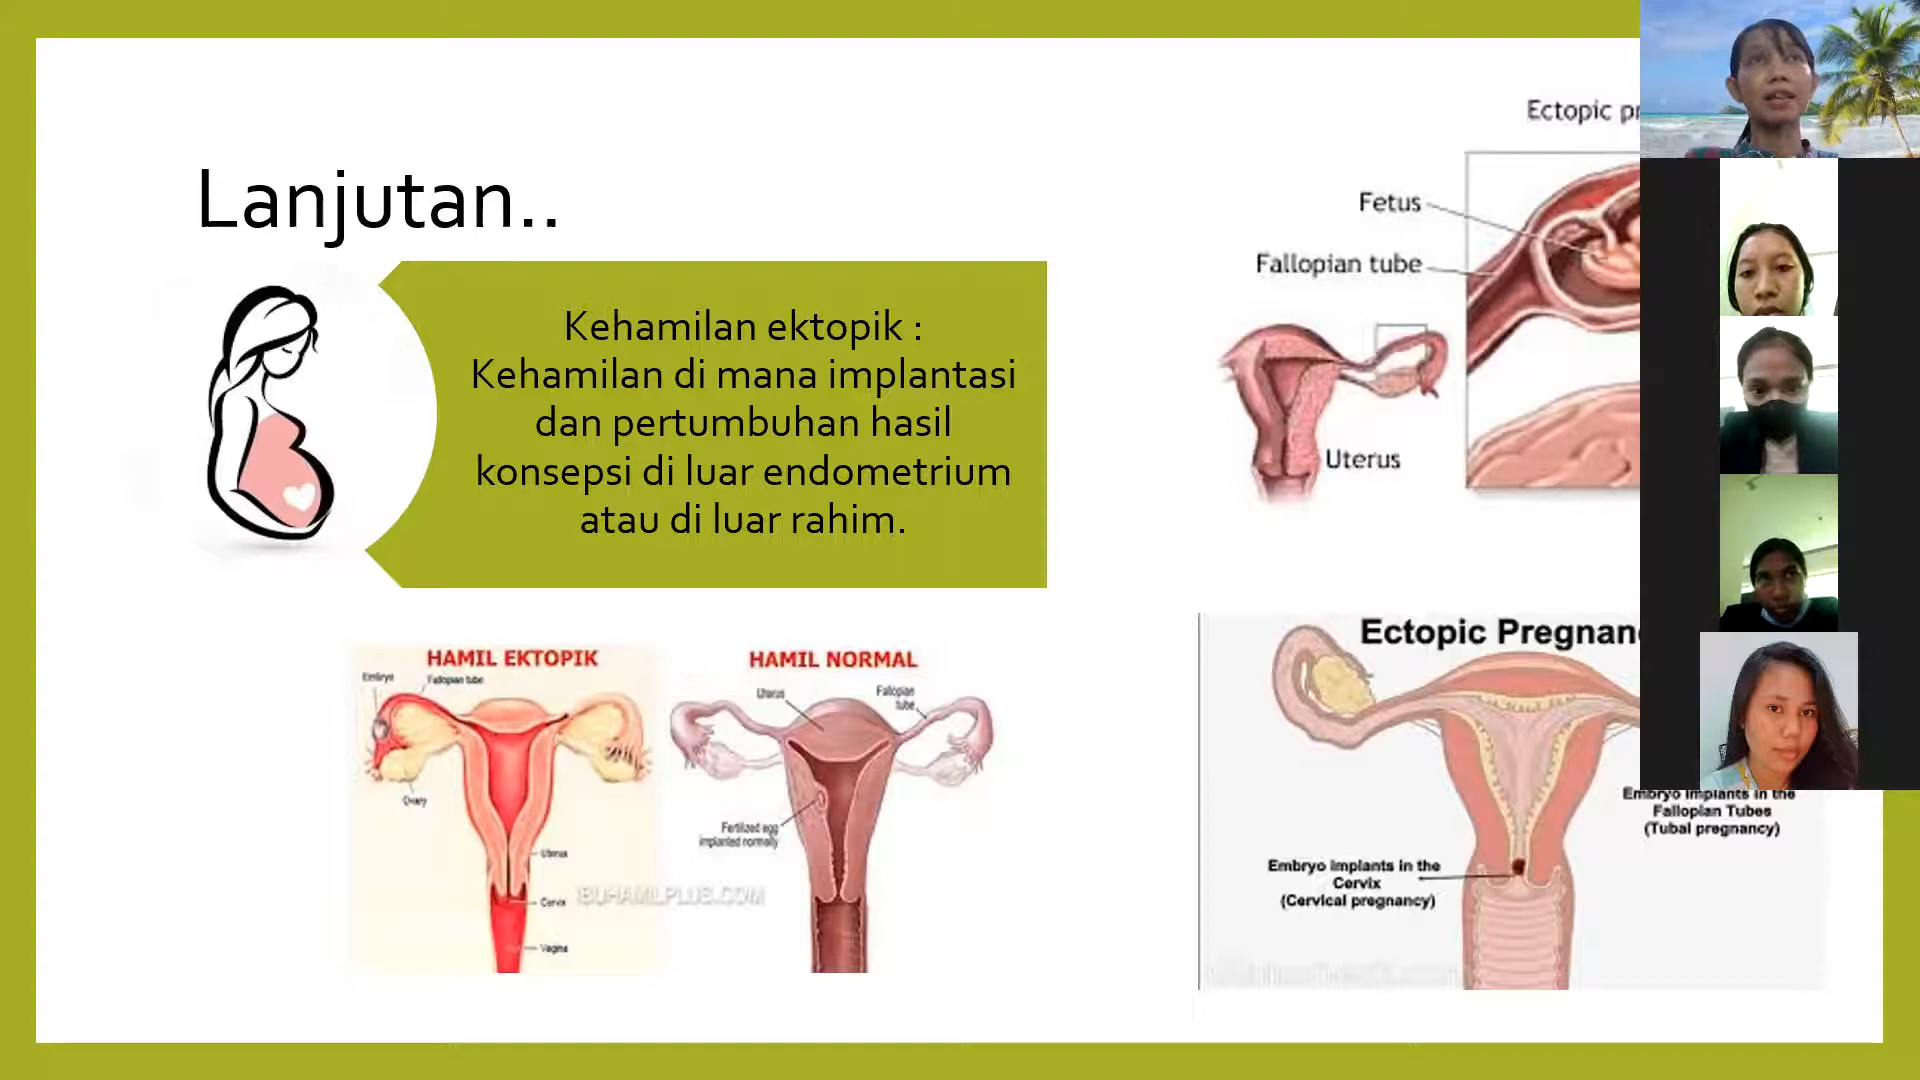 Lanjutan..
Kehamilan ektopik :
Kehamilan di mana implantasi
dan pertumbuhan hasil
konsepsi di luar endometrium
atau di luar rahim.
Ectopic
Fetus
Fallopian tube
Uterus
HAMIL EKTOPIK
Embryo
Fallopian tube
Ovary
Uterus
Cervix
Vagina
HAMIL NORMAL
Uterus
Fallopian
tube
Fertilized egg
implanted normally
IBUHAMILPLUS.COM
Ectopic Pregnan
Embryo Implants in the
Fallopian Tubes
(Tubal pregnancy)
Embryo Implants in the
Cervix
(Cervical pregnancy)